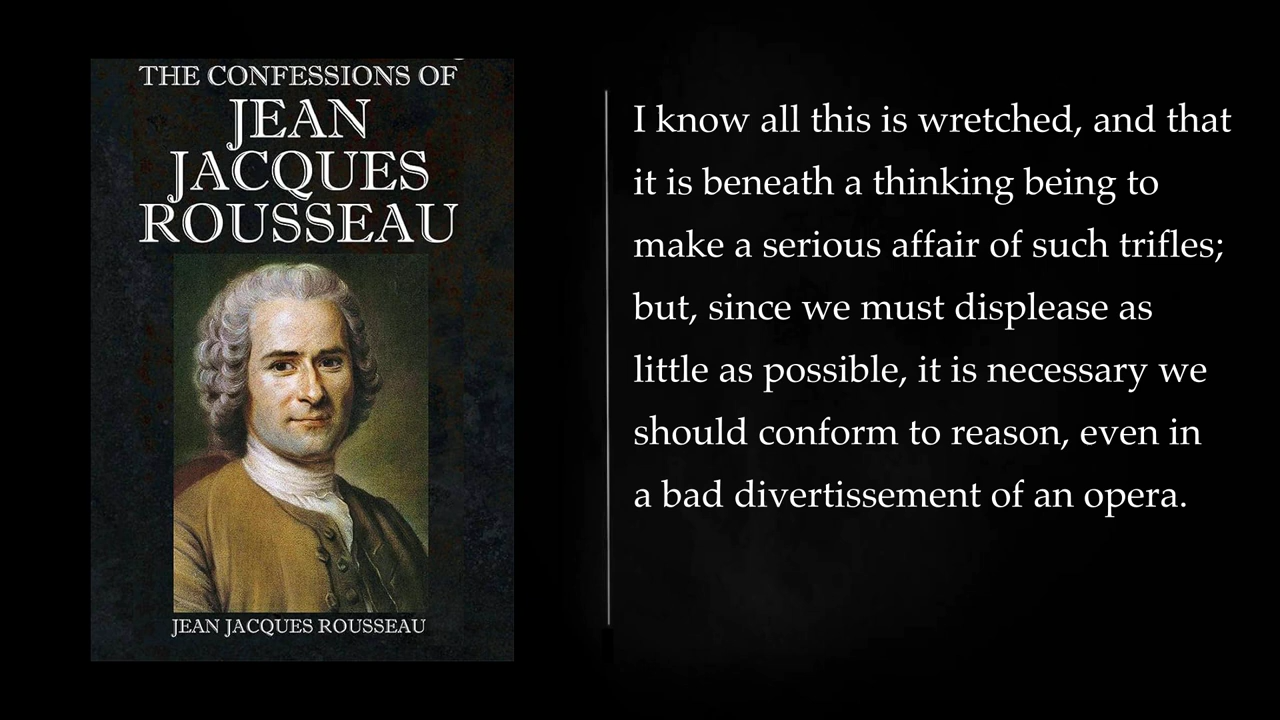 THE CONFESSIONS OF
JEAN
JACQUES
ROUSSEAU
JEAN JACQUES ROUSSEAU
I know all this is wretched, and that
it is beneath a thinking being to
make a serious affair of such trifles;
but, since we must displease as
little as possible, it is necessary we
should conform to reason, even in
a bad divertissement of an opera.